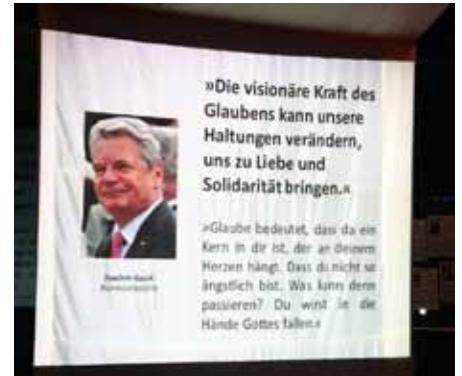 »Die visionäre Kraft des
Glaubens kann unsere
Haltungen verändern,
uns zu Liebe und
Solidarität bringen.«
»Glaube bedeutet, dass da ein
Kern in dir ist, der an deinem
Herzen hängt. Dass du nicht so
ängstlich bist. Was kann denn
passieren? Du wirst in die
Hände Gottes fallen.«
Joachim Gauck